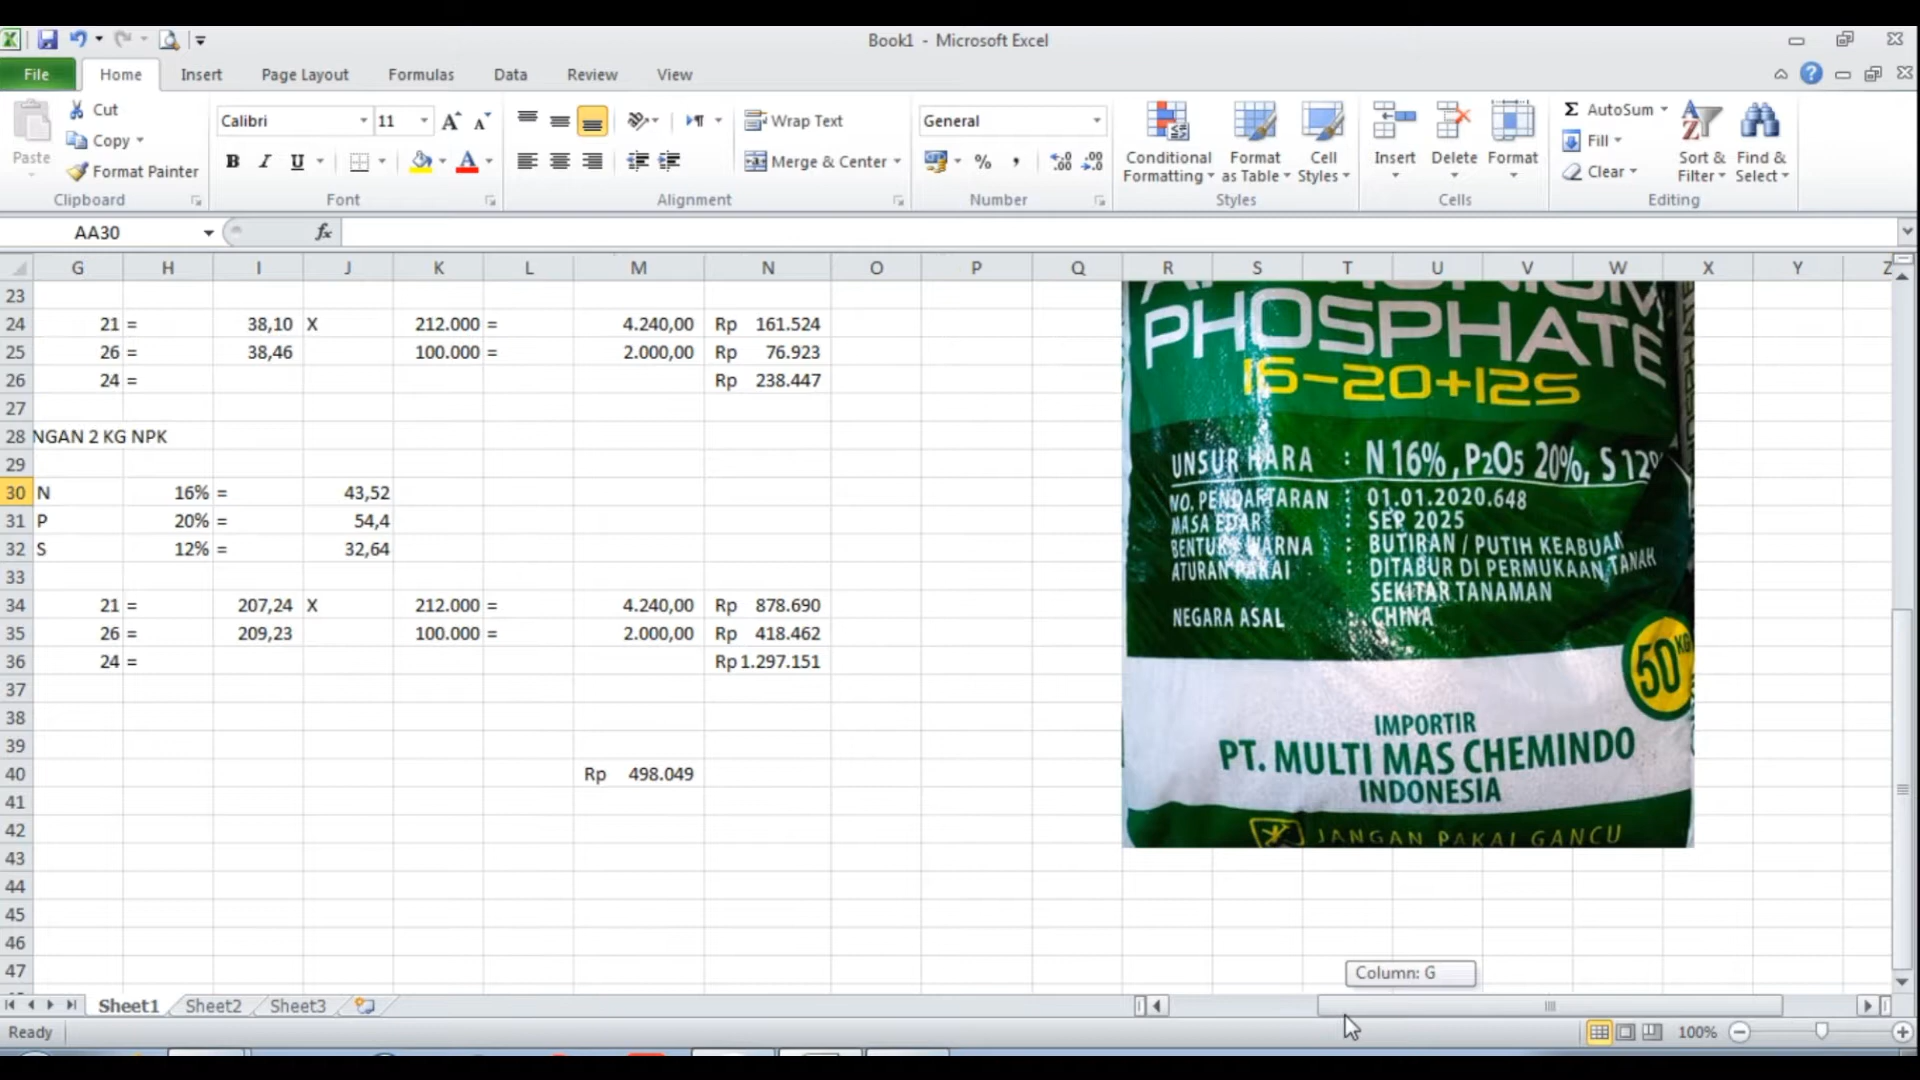 Book1 - Microsoft Excel
File Home Insert Page Layout Formulas Data Review View
Cut
Copy
Format Painter
Paste
Clipboard
Calibri 11
B I U
Font
Wrap Text
Merge & Center
Alignment
General
%
Number
Conditional Formatting
Format as Table
Cell Styles
Styles
Insert Delete Format
Cells
AutoSum
Fill
Clear
Sort & Filter
Find & Select
Editing
AA30 fx
G H I J K L M N O P Q R S T U V W X Y Z
23
24 21 = 38,10 X 212.000 = 4.240,00 Rp 161.524
25 26 = 38,46 100.000 = 2.000,00 Rp 76.923
26 24 = Rp 238.447
27
28 NGAN 2 KG NPK
29
30 N 16% = 43,52
31 P 20% = 54,4
32 S 12% = 32,64
33
34 21 = 207,24 X 212.000 = 4.240,00 Rp 878.690
35 26 = 209,23 100.000 = 2.000,00 Rp 418.462
36 24 = Rp 1.297.151
37
38
39
40 Rp 498.049
41
42
43
44
45
46
47
PHOSPHATE
16-20+12S
UNSUR HARA : N 16%, P2O5 20%, S 12%
NO. PENDAFTARAN : 01.01.2020.648
MASA EDAR : SEP 2025
BENTUK/WARNA : BUTIRAN / PUTIH KEABUAN
ATURAN PAKAI : DITABUR DI PERMUKAAN TANAH
SEKITAR TANAMAN
NEGARA ASAL : CHINA
50 KG
IMPORTIR
PT. MULTI MAS CHEMINDO
INDONESIA
JANGAN PAKAI GANCU
Column: G
Sheet1 Sheet2 Sheet3
Ready 100%